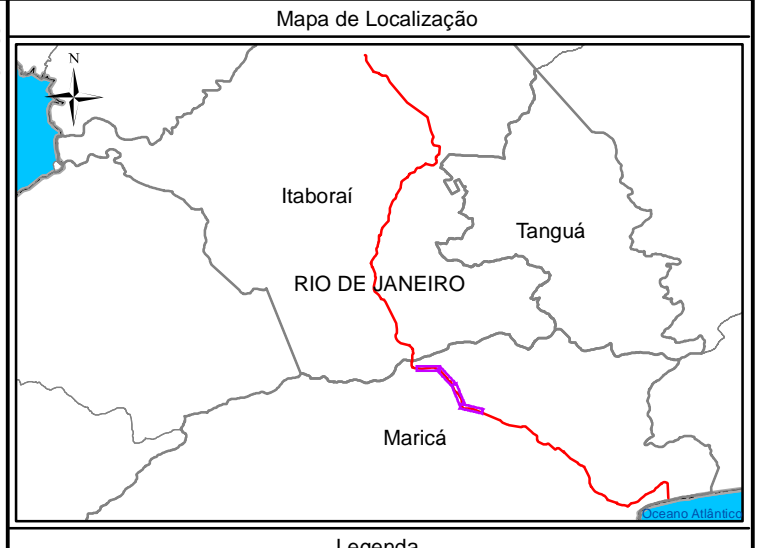 Mapa de Localização
N
Itaboraí
Tanguá
RIO DE JANEIRO
Maricá
Oceano Atlântico
Legenda